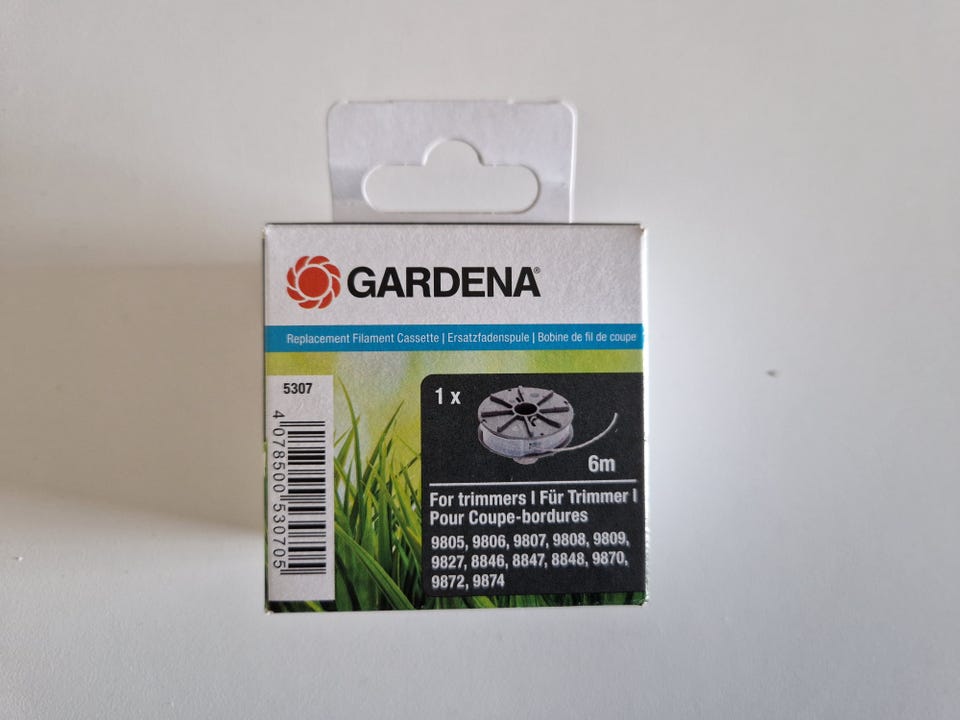 GARDENA®
Replacement Filament Cassette | Ersatzfadenspule | Bobine de fil de coupe
5307
4 078500 530705
1 x
6m
For trimmers | Für Trimmer |
Pour Coupe-bordures
9805, 9806, 9807, 9808, 9809,
9827, 8846, 8847, 8848, 9870,
9872, 9874